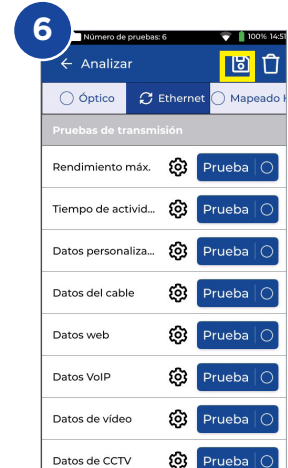 6
Número de pruebas: 6 100% 14:51
Analizar
Óptico Ethernet Mapeado
Pruebas de transmisión
Rendimiento máx. Prueba
Tiempo de activid... Prueba
Datos personaliza... Prueba
Datos del cable Prueba
Datos web Prueba
Datos VoIP Prueba
Datos de vídeo Prueba
Datos de CCTV Prueba